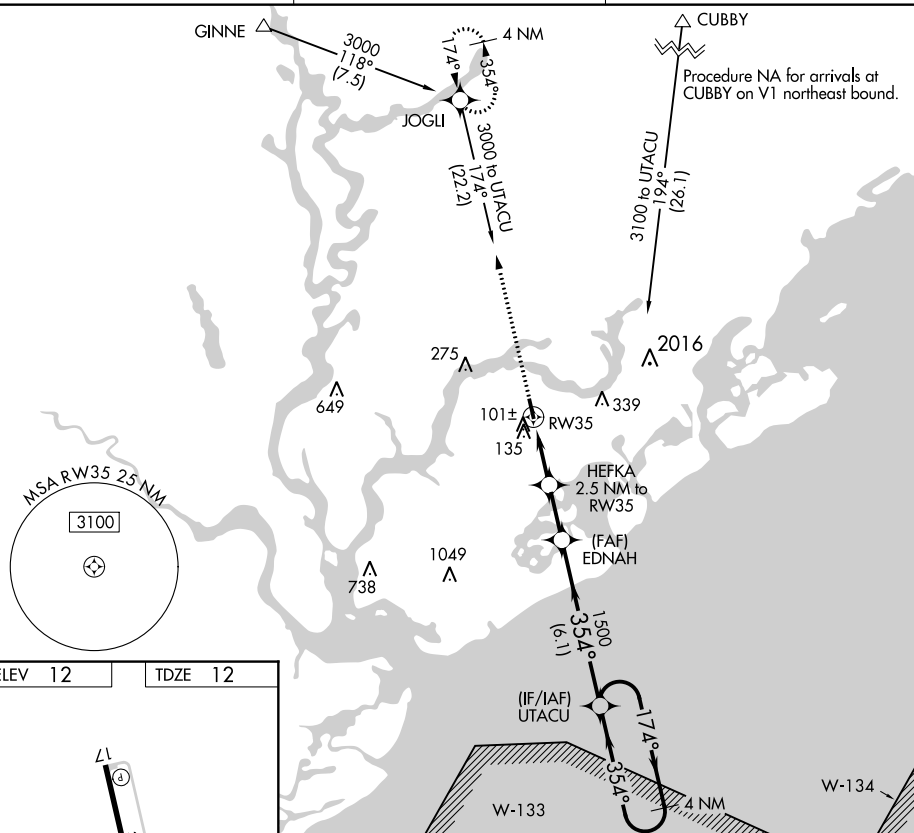 GINNE
3000
118°
(7.5)
174°
354°
4 NM
JOGLI
3000 to UTACU
174°
(22.2)
CUBBY
Procedure NA for arrivals at
CUBBY on V1 northeast bound.
3100 to UTACU
194°
(26.1)
2016
275
649
339
101±
135
RW35
HEFKA
2.5 NM to
RW35
(FAF)
EDNAH
MSA RW35 25 NM
3100
738
1049
1500
354°
(6.1)
(IF/IAF)
UTACU
174°
354°
4 NM
W-133
W-134
ELEV 12
TDZE 12
17
P